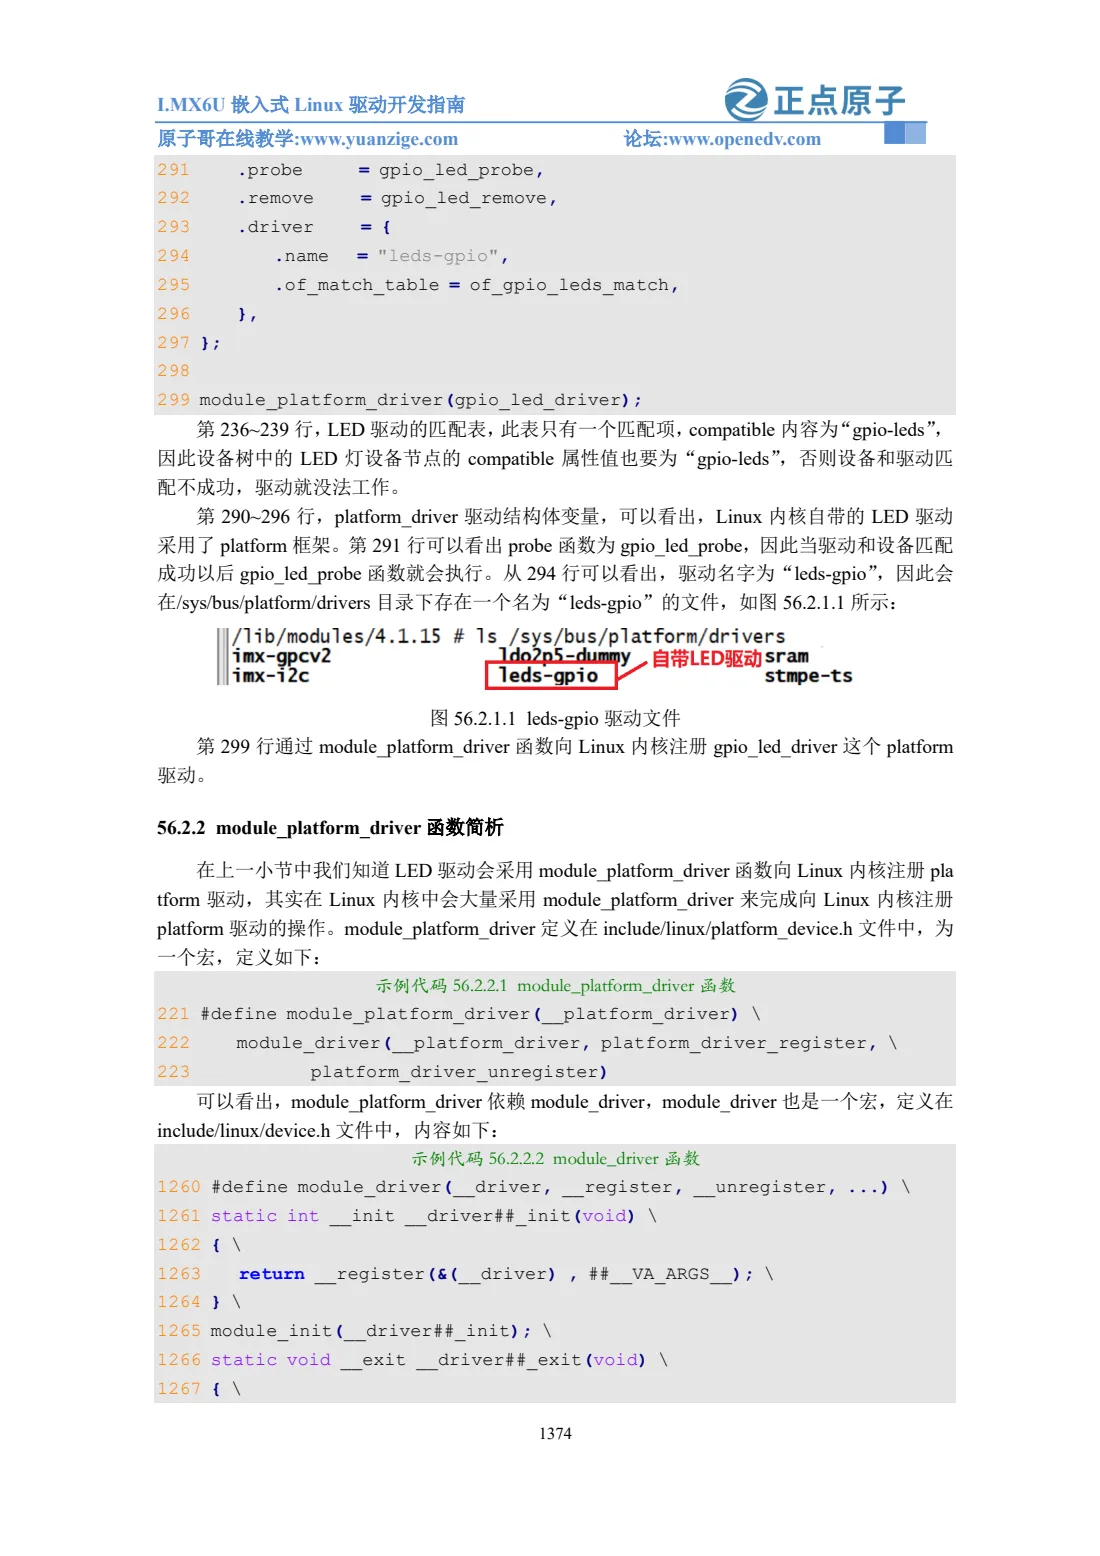 I.MX6U 嵌入式 Linux 驱动开发指南
正点原子
原子哥在线教学:www.yuanzige.com 论坛:www.openedv.com
291 .probe = gpio_led_probe,
292 .remove = gpio_led_remove,
293 .driver = {
294 .name = "leds-gpio",
295 .of_match_table = of_gpio_leds_match,
296 },
297 };
298
299 module_platform_driver(gpio_led_driver);
第 236~239 行，LED 驱动的匹配表，此表只有一个匹配项，compatible 内容为“gpio-leds”，
因此设备树中的 LED 灯设备节点的 compatible 属性值也要为“gpio-leds”，否则设备和驱动匹
配不成功，驱动就没法工作。
第 290~296 行，platform_driver 驱动结构体变量，可以看出，Linux 内核自带的 LED 驱动
采用了 platform 框架。第 291 行可以看出 probe 函数为 gpio_led_probe，因此当驱动和设备匹配
成功以后 gpio_led_probe 函数就会执行。从 294 行可以看出，驱动名字为“leds-gpio”，因此会
在/sys/bus/platform/drivers 目录下存在一个名为“leds-gpio”的文件，如图 56.2.1.1 所示：
/lib/modules/4.1.15 # ls /sys/bus/platform/drivers
imx-gpcv2 ldo2p5-dummy 自带LED驱动 sram
imx-i2c leds-gpio stmpe-ts
图 56.2.1.1 leds-gpio 驱动文件
第 299 行通过 module_platform_driver 函数向 Linux 内核注册 gpio_led_driver 这个 platform
驱动。
56.2.2 module_platform_driver 函数简析
在上一小节中我们知道 LED 驱动会采用 module_platform_driver 函数向 Linux 内核注册 pla
tform 驱动，其实在 Linux 内核中会大量采用 module_platform_driver 来完成向 Linux 内核注册
platform 驱动的操作。module_platform_driver 定义在 include/linux/platform_device.h 文件中，为
一个宏，定义如下：
示例代码 56.2.2.1 module_platform_driver 函数
221 #define module_platform_driver(__platform_driver) \
222 module_driver(__platform_driver, platform_driver_register, \
223 platform_driver_unregister)
可以看出，module_platform_driver 依赖 module_driver，module_driver 也是一个宏，定义在
include/linux/device.h 文件中，内容如下：
示例代码 56.2.2.2 module_driver 函数
1260 #define module_driver(__driver, __register, __unregister, ...) \
1261 static int __init __driver##_init(void) \
1262 { \
1263 return __register(&(__driver) , ##__VA_ARGS__); \
1264 } \
1265 module_init(__driver##_init); \
1266 static void __exit __driver##_exit(void) \
1267 { \
1374